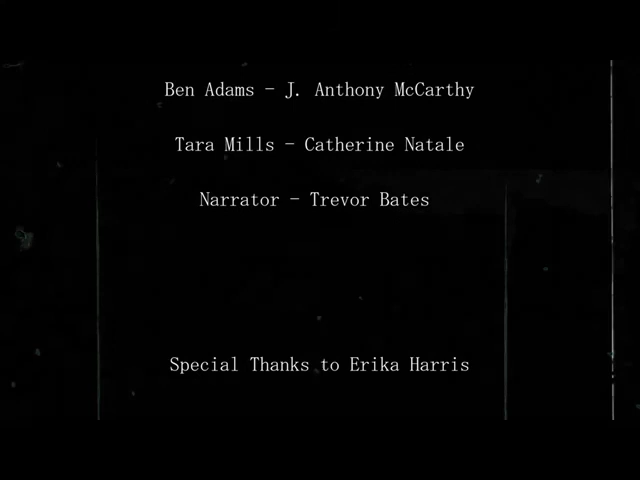 Ben Adams - J. Anthony McCarthy
Tara Mills - Catherine Natale
Narrator - Trevor Bates
Special Thanks to Erika Harris